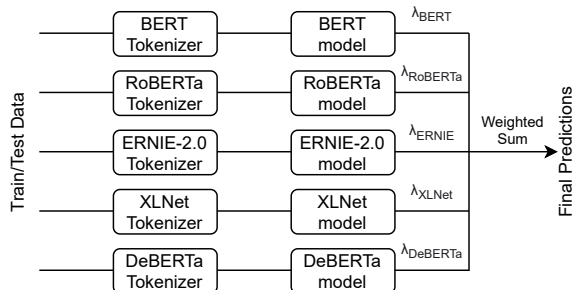 Train/Test Data
BERT
Tokenizer
BERT
model
λBERT
RoBERTa
Tokenizer
RoBERTa
model
λRoBERTa
ERNIE-2.0
Tokenizer
ERNIE-2.0
model
λERNIE
XLNet
Tokenizer
XLNet
model
λXLNet
DeBERTa
Tokenizer
DeBERTa
model
λDeBERTa
Weighted
Sum
Final Predictions